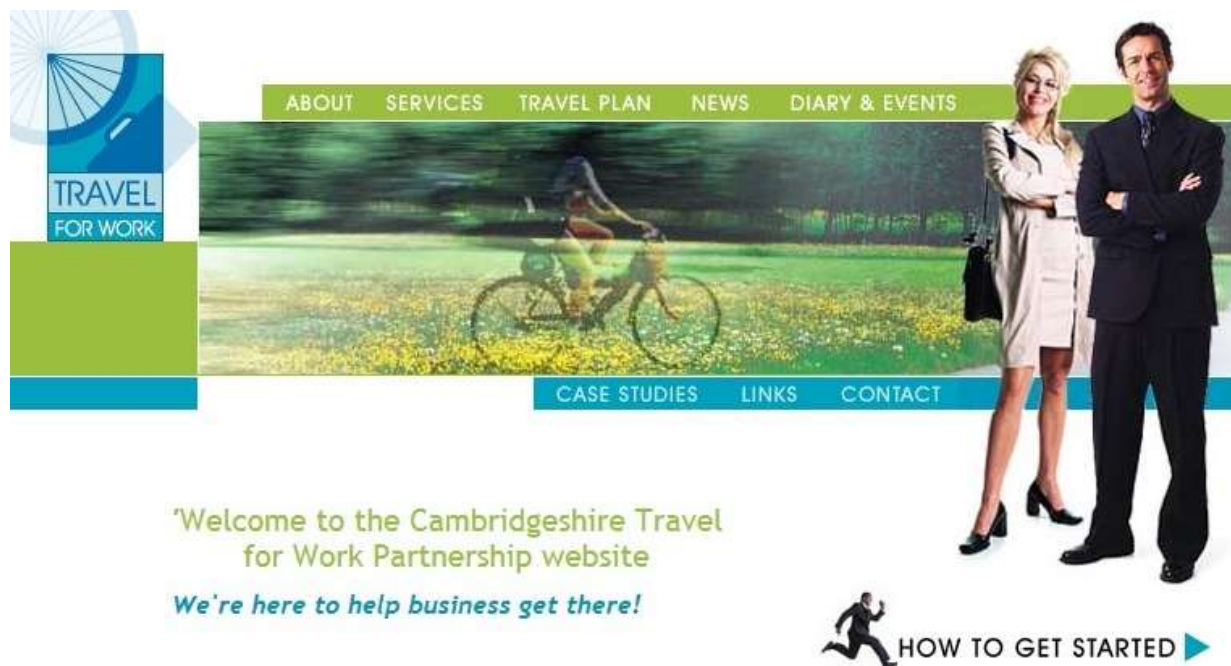 TRAVEL
FOR WORK
ABOUT SERVICES TRAVEL PLAN NEWS DIARY & EVENTS
CASE STUDIES LINKS CONTACT
'Welcome to the Cambridgeshire Travel
for Work Partnership website
We're here to help business get there!
HOW TO GET STARTED